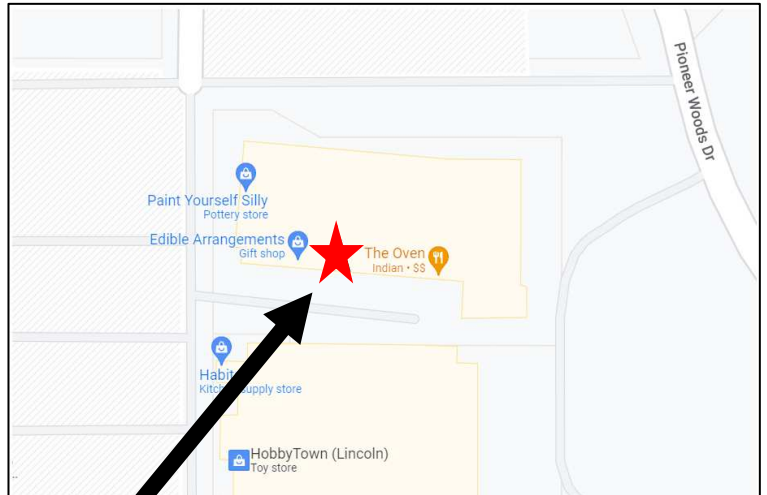 Pioneer Woods Dr
Paint Yourself Silly
Pottery store
Edible Arrangements
Gift shop
The Oven
Indian • $$
Kitc supply store
HobbyTown (Lincoln)
Toy store
..